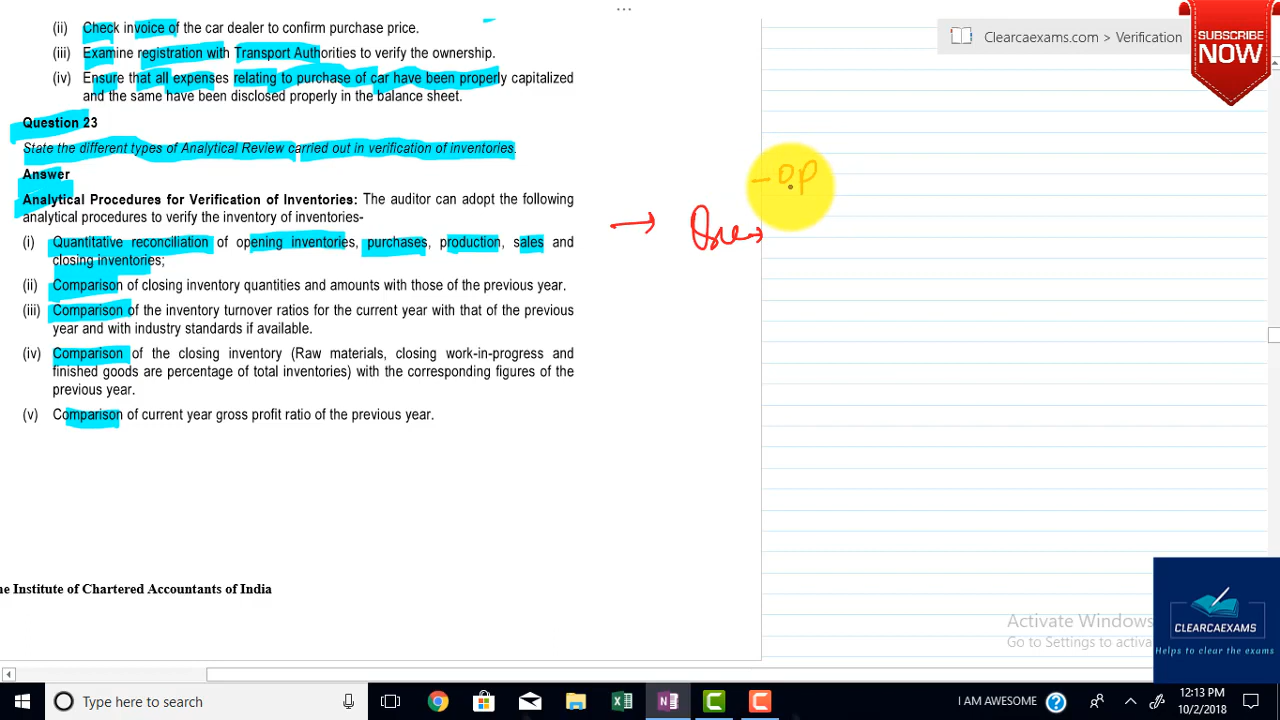 ...
(ii) Check invoice of the car dealer to confirm purchase price.
(iii) Examine registration with Transport Authorities to verify the ownership.
(iv) Ensure that all expenses relating to purchase of car have been properly capitalized
and the same have been disclosed properly in the balance sheet.
Question 23
State the different types of Analytical Review carried out in verification of inventories.
Answer
Analytical Procedures for Verification of Inventories: The auditor can adopt the following
analytical procedures to verify the inventory of inventories-
(i) Quantitative reconciliation of opening inventories, purchases, production, sales and
closing inventories;
(ii) Comparison of closing inventory quantities and amounts with those of the previous year.
(iii) Comparison of the inventory turnover ratios for the current year with that of the previous
year and with industry standards if available.
(iv) Comparison of the closing inventory (Raw materials, closing work-in-progress and
finished goods are percentage of total inventories) with the corresponding figures of the
previous year.
(v) Comparison of current year gross profit ratio of the previous year.
he Institute of Chartered Accountants of India
Clearcaexams.com > Verification
SUBSCRIBE
NOW
- OP
Activate Windows
Go to Settings to activa
CLEARCAEXAMS
Helps to clear the exams
Type here to search
I AM AWESOME
12:13 PM
10/2/2018